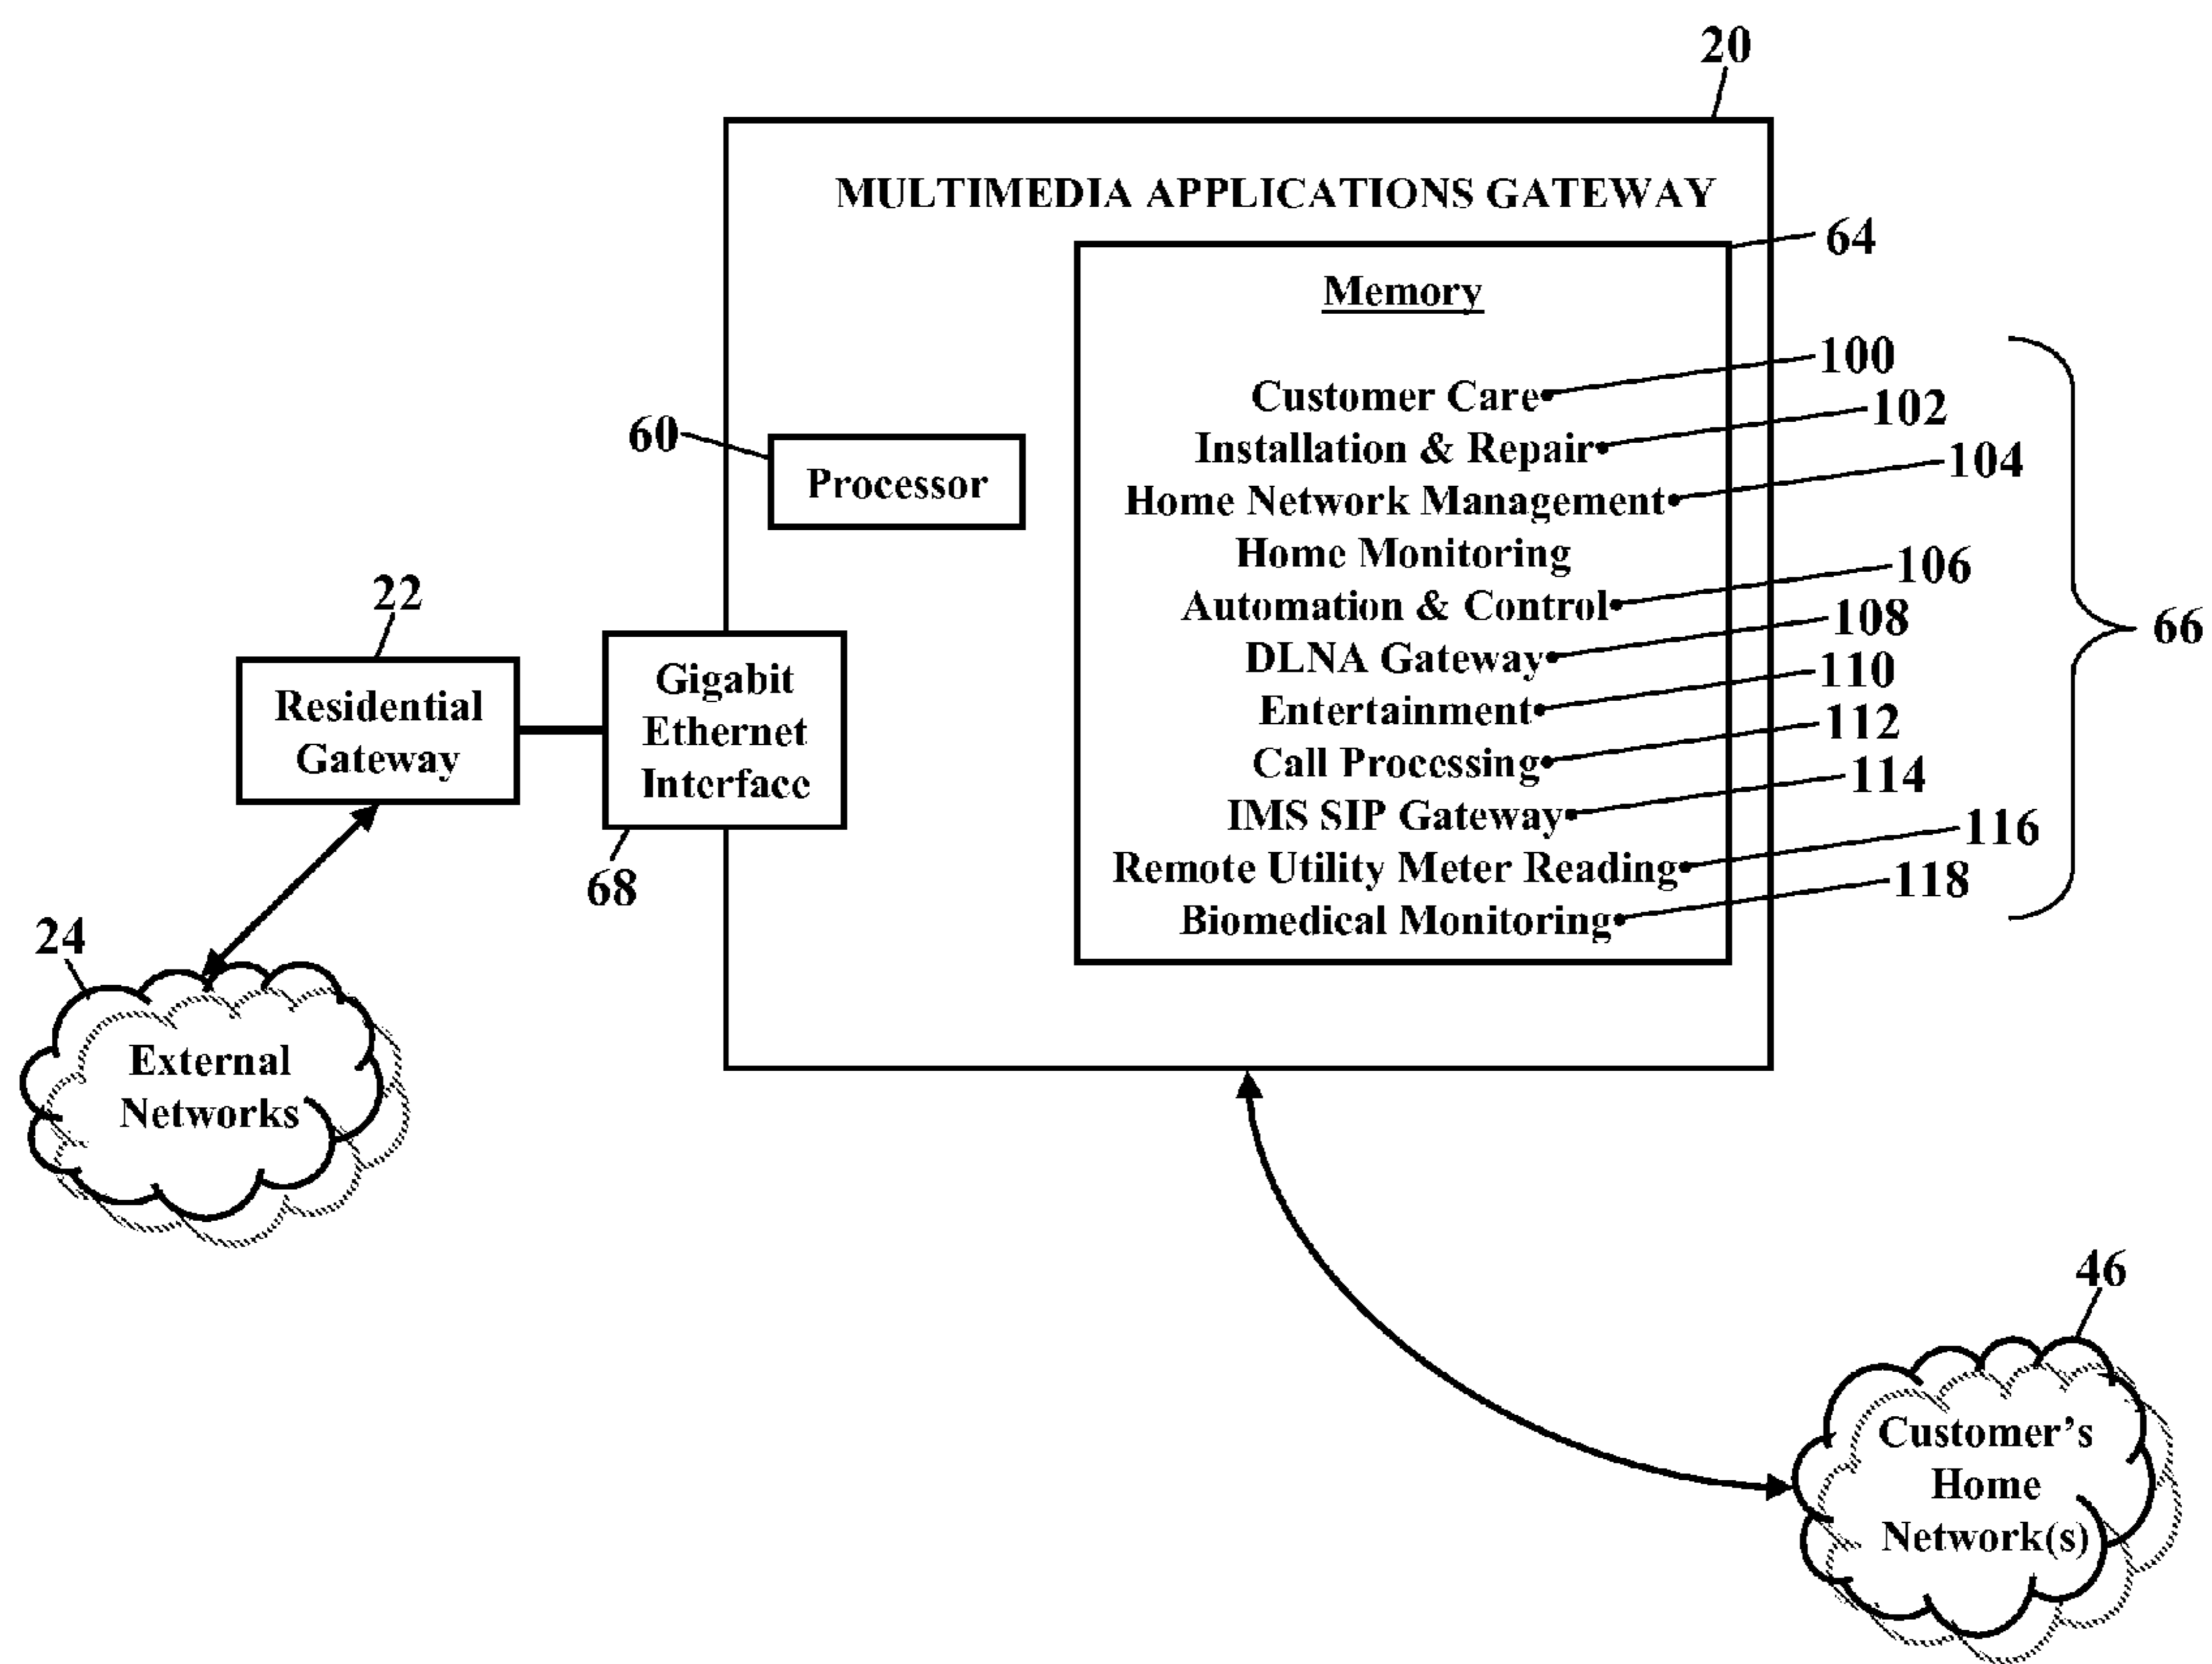 20
MULTIMEDIA APPLICATIONS GATEWAY
64
Memory
100
Customer Care
102
Installation & Repair
104
Home Network Management
Home Monitoring
106
Automation & Control
108
DLNA Gateway
110
Entertainment
112
Call Processing
114
IMS SIP Gateway
116
Remote Utility Meter Reading
118
Biomedical Monitoring
66
60
Processor
22
Residential
Gateway
Gigabit
Ethernet
Interface
68
24
External
Networks
46
Customer’s
Home
Network(s)